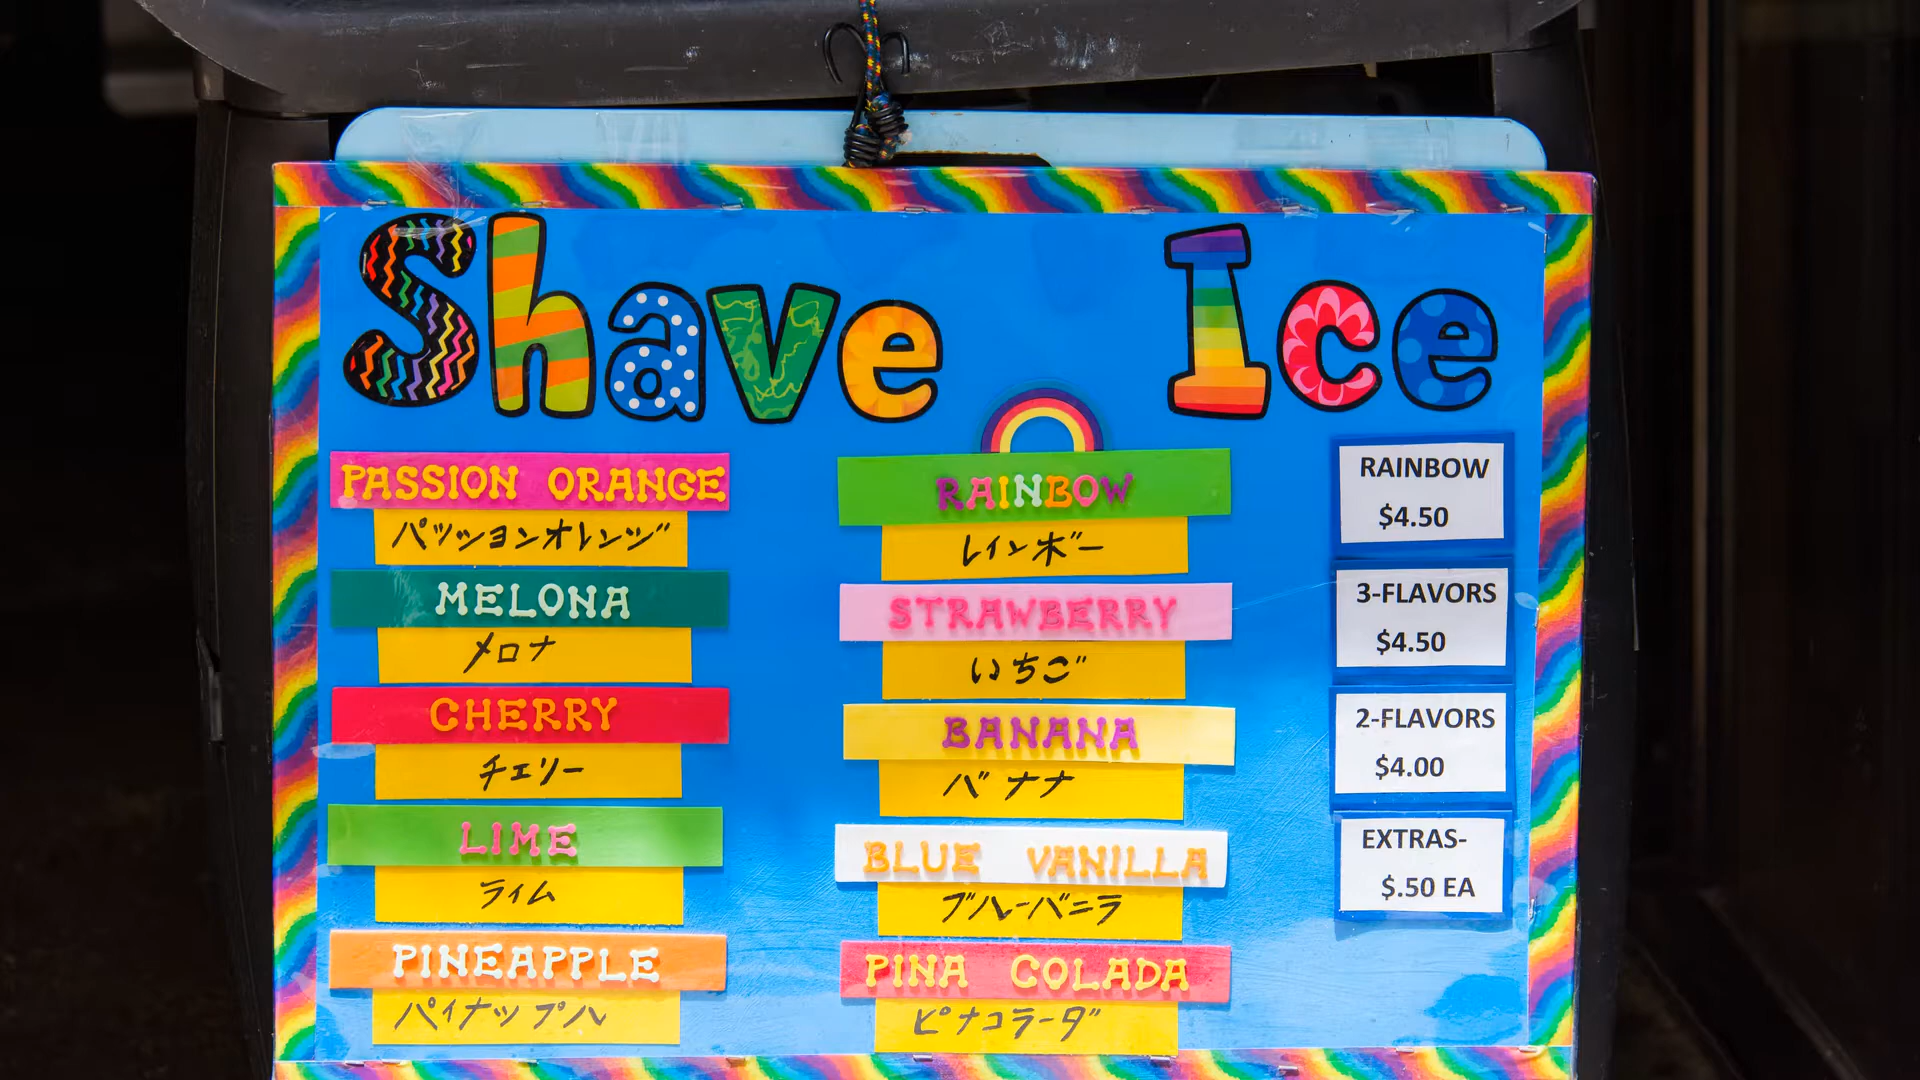 Shave Ice
PASSION ORANGE
パッションオレンジ
MELONA
メロナ
CHERRY
チェリー
LIME
ライム
PINEAPPLE
パイナップル
RAINBOW
レインボー
STRAWBERRY
いちご
BANANA
バナナ
BLUE VANILLA
ブルーバニラ
PINA COLADA
ピナコラーダ
RAINBOW
$4.50
3-FLAVORS
$4.50
2-FLAVORS
$4.00
EXTRAS-
$.50 EA